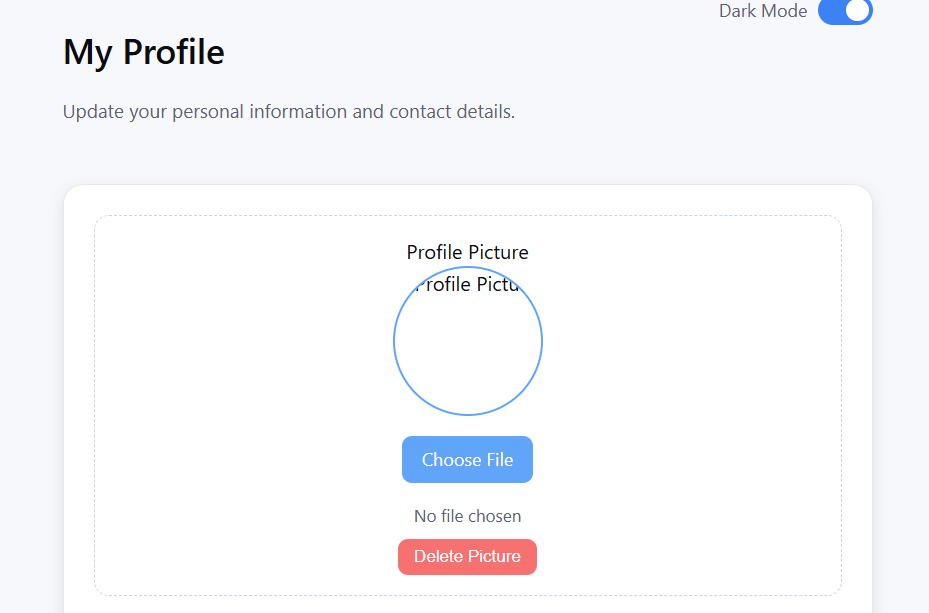 Dark Mode
My Profile
Update your personal information and contact details.
Profile Picture
Profile Pictu
Choose File
No file chosen
Delete Picture